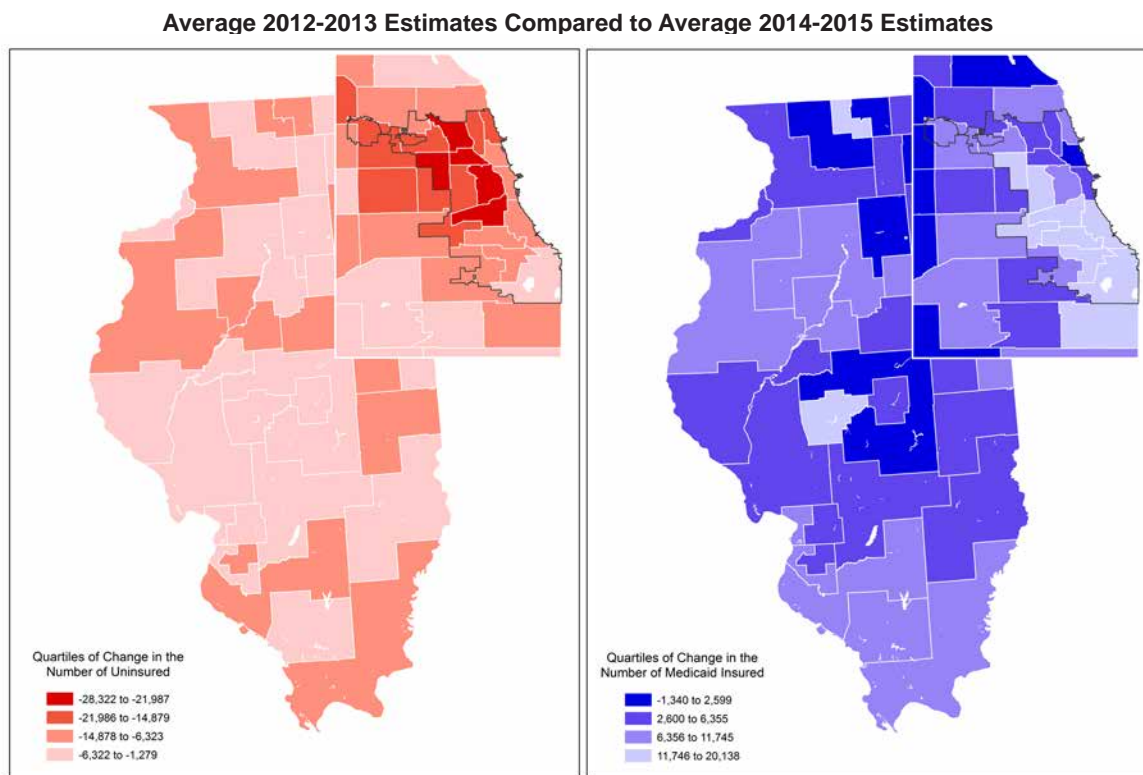 Average 2012-2013 Estimates Compared to Average 2014-2015 Estimates
Quartiles of Change in the
Number of Uninsured
-28,322 to -21,987
-21,986 to -14,879
-14,878 to -6,323
-6,322 to -1,279
Quartiles of Change in the
Number of Medicaid Insured
-1,340 to 2,599
2,600 to 6,355
6,356 to 11,745
11,746 to 20,138